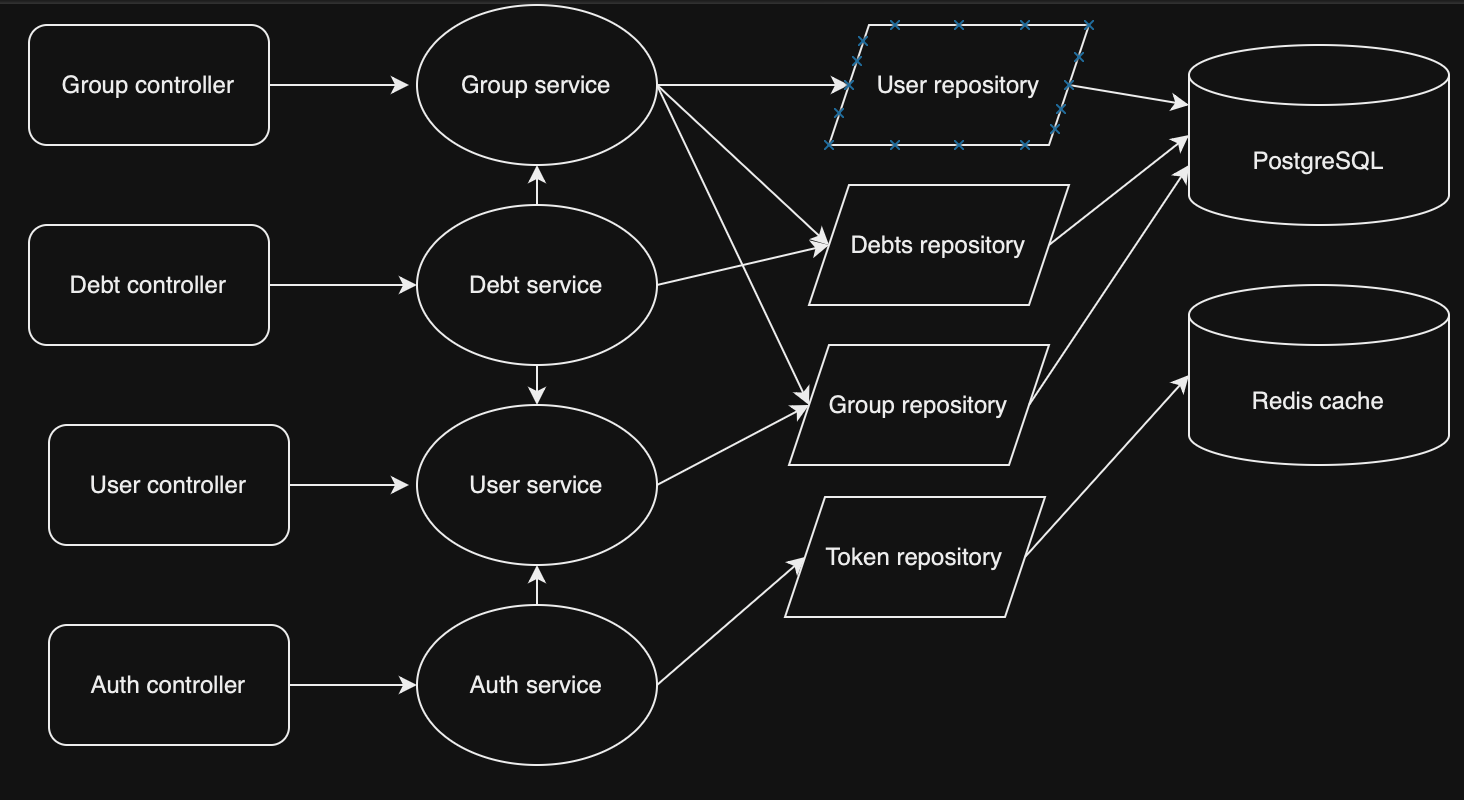 Group controller
Group service
User repository
PostgreSQL
Debts repository
Debt controller
Debt service
Group repository
Redis cache
User controller
User service
Token repository
Auth controller
Auth service